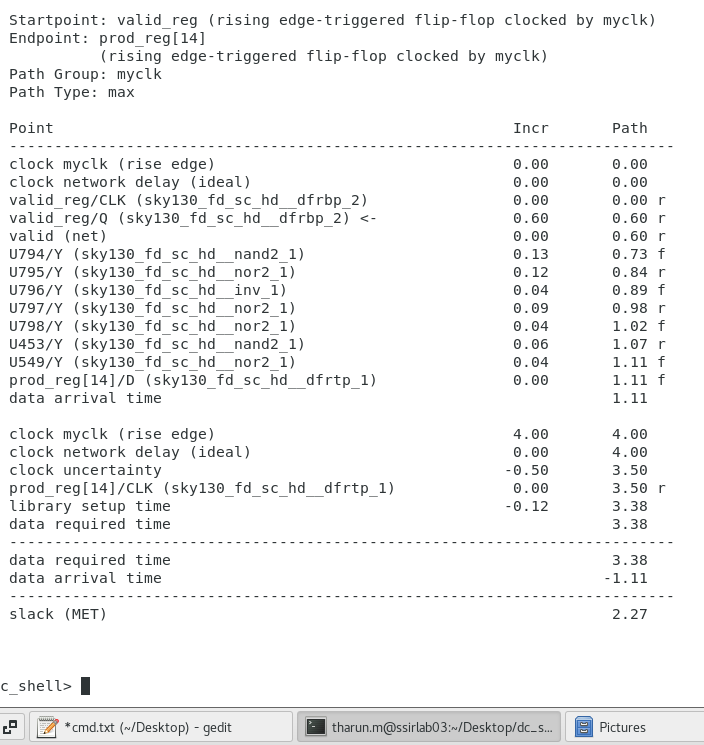 Startpoint: valid_reg (rising edge-triggered flip-flop clocked by myclk)
Endpoint: prod_reg[14]
(rising edge-triggered flip-flop clocked by myclk)
Path Group: myclk
Path Type: max
Point Incr Path
---------------------------------------------------------------------------
clock myclk (rise edge) 0.00 0.00
clock network delay (ideal) 0.00 0.00
valid_reg/CLK (sky130_fd_sc_hd__dfrbp_2) 0.00 0.00 r
valid_reg/Q (sky130_fd_sc_hd__dfrbp_2) <- 0.60 0.60 r
valid (net) 0.00 0.60 r
U794/Y (sky130_fd_sc_hd__nand2_1) 0.13 0.73 f
U795/Y (sky130_fd_sc_hd__nor2_1) 0.12 0.84 r
U796/Y (sky130_fd_sc_hd__inv_1) 0.04 0.89 f
U797/Y (sky130_fd_sc_hd__nor2_1) 0.09 0.98 r
U798/Y (sky130_fd_sc_hd__nor2_1) 0.04 1.02 f
U453/Y (sky130_fd_sc_hd__nand2_1) 0.06 1.07 r
U549/Y (sky130_fd_sc_hd__nor2_1) 0.04 1.11 f
prod_reg[14]/D (sky130_fd_sc_hd__dfrtp_1) 0.00 1.11 f
data arrival time 1.11
clock myclk (rise edge) 4.00 4.00
clock network delay (ideal) 0.00 4.00
clock uncertainty -0.50 3.50
prod_reg[14]/CLK (sky130_fd_sc_hd__dfrtp_1) 0.00 3.50 r
library setup time -0.12 3.38
data required time 3.38
---------------------------------------------------------------------------
data required time 3.38
data arrival time -1.11
---------------------------------------------------------------------------
slack (MET) 2.27
c_shell>
*cmd.txt (~/Desktop) - gedit
tharun.m@ssirlab03:~/Desktop/dc_s...
Pictures